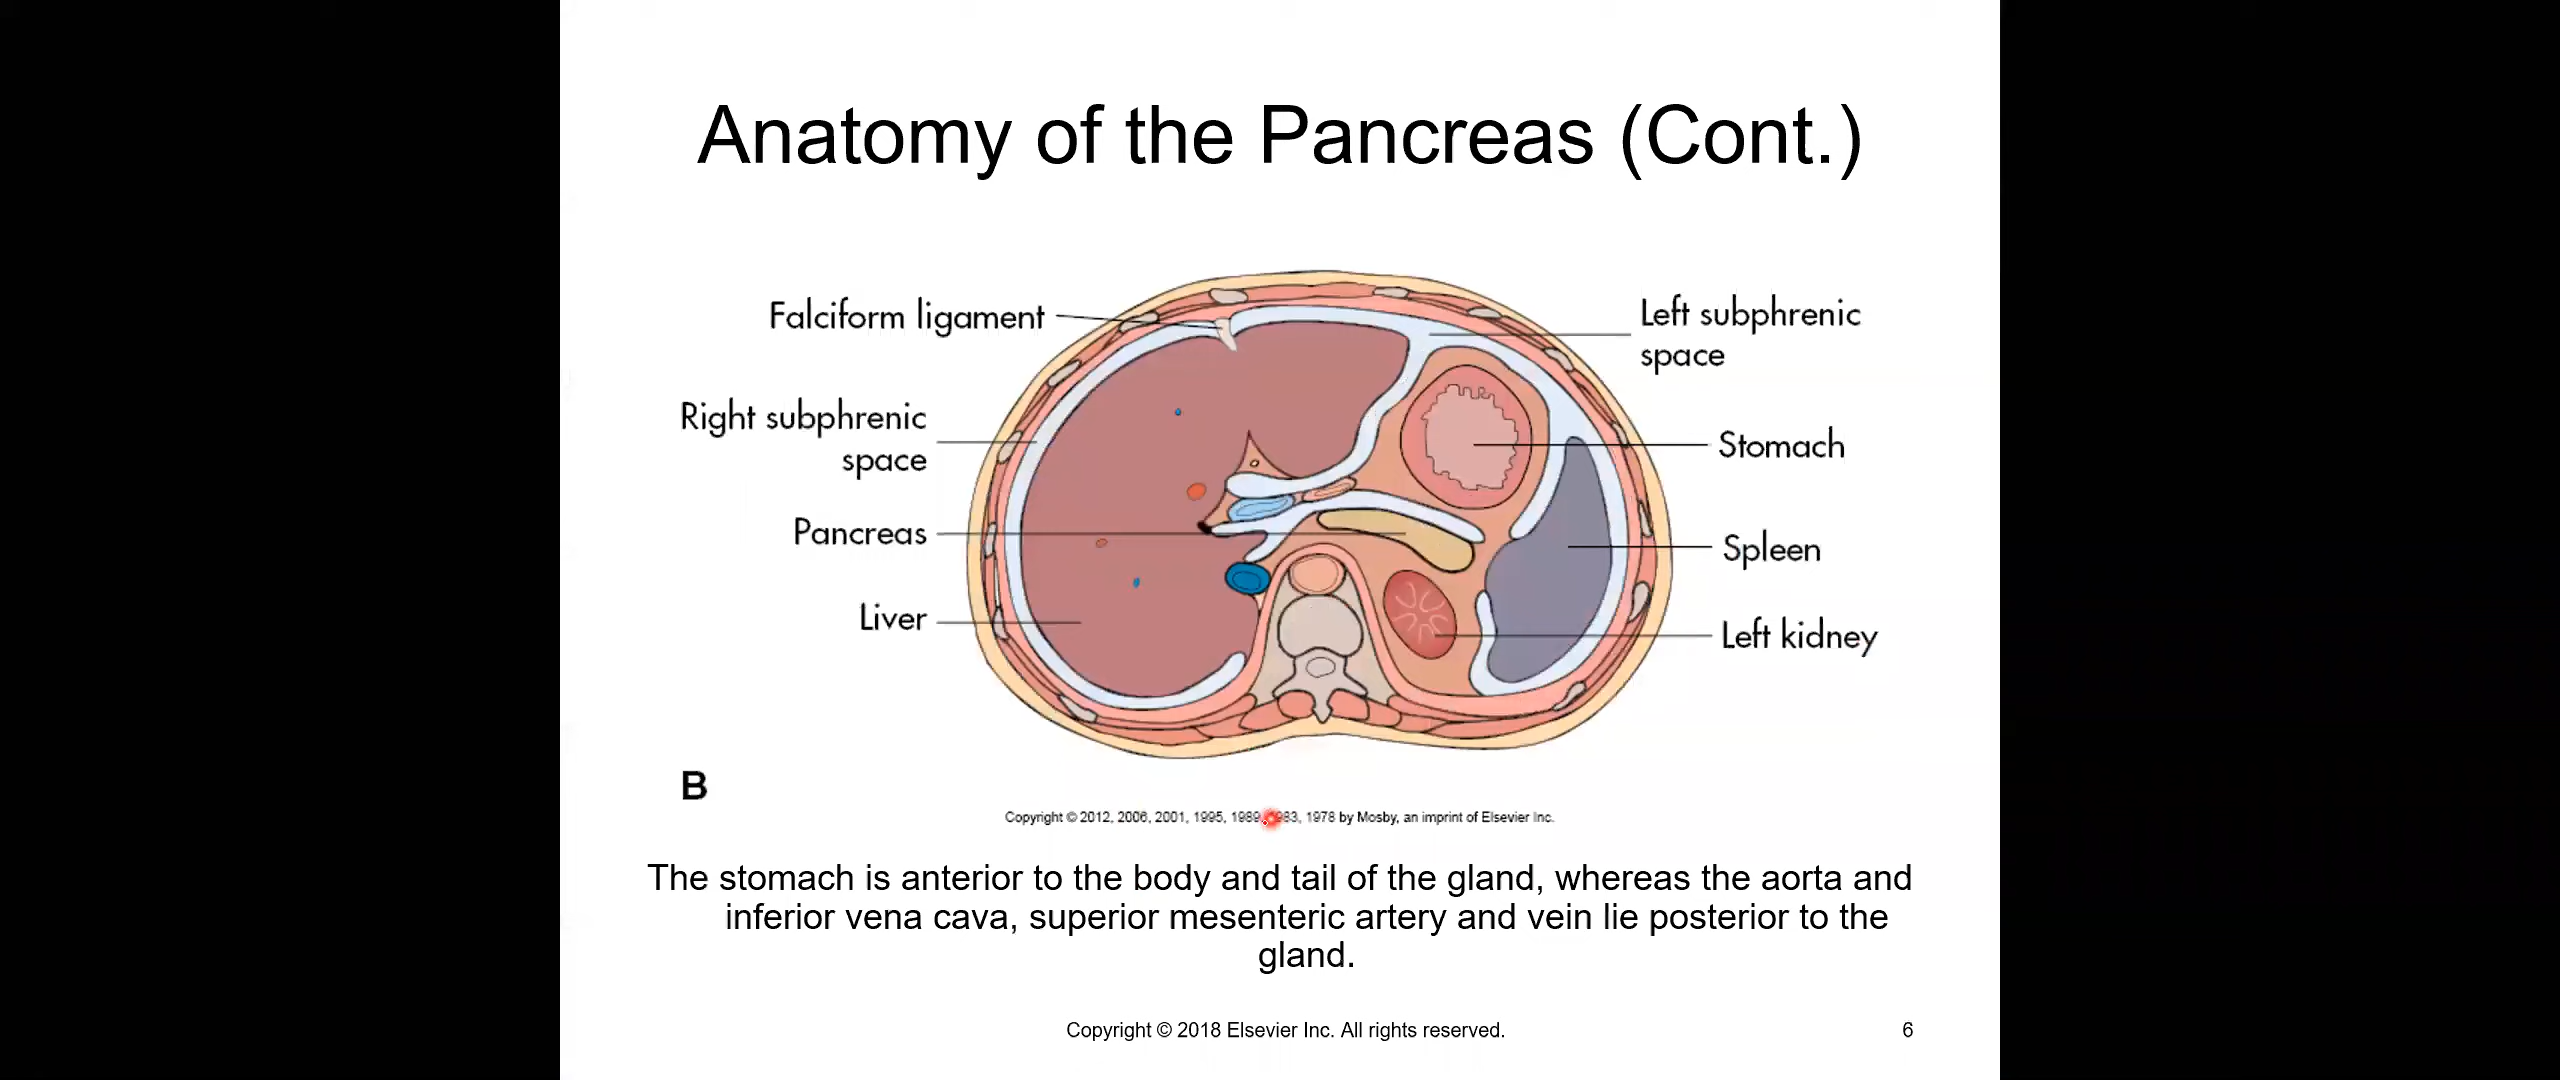 Anatomy of the Pancreas (Cont.)
Falciform ligament
Right subphrenic
space
Pancreas
Liver
Left subphrenic
space
Stomach
Spleen
Left kidney
B
Copyright © 2012, 2006, 2001, 1995, 1989, 1983, 1978 by Mosby, an imprint of Elsevier Inc.
The stomach is anterior to the body and tail of the gland, whereas the aorta and
inferior vena cava, superior mesenteric artery and vein lie posterior to the
gland.
Copyright © 2018 Elsevier Inc. All rights reserved.
6